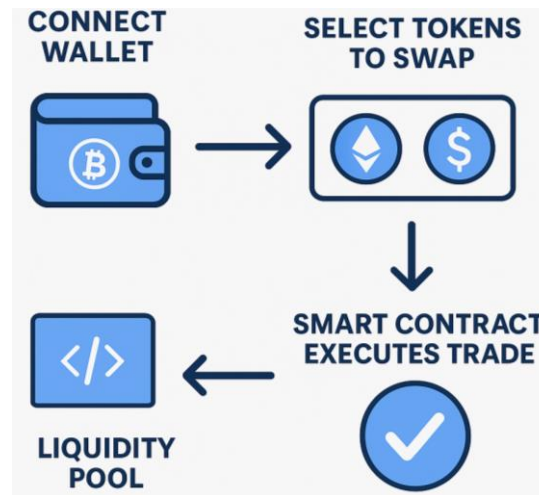 CONNECT
WALLET
SELECT TOKENS
TO SWAP
SMART CONTRACT
EXECUTES TRADE
</>
LIQUIDITY
POOL